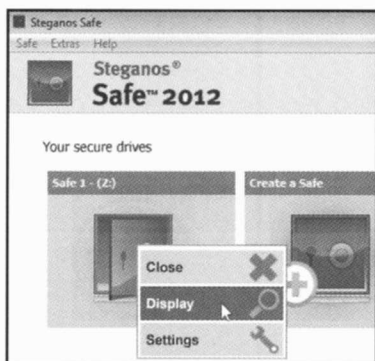 Steganos Safe
Safe Extras Help
Steganos®
Safe™ 2012
Your secure drives
Safe 1 - (Z:)
Create a Safe
Close
Display
Settings